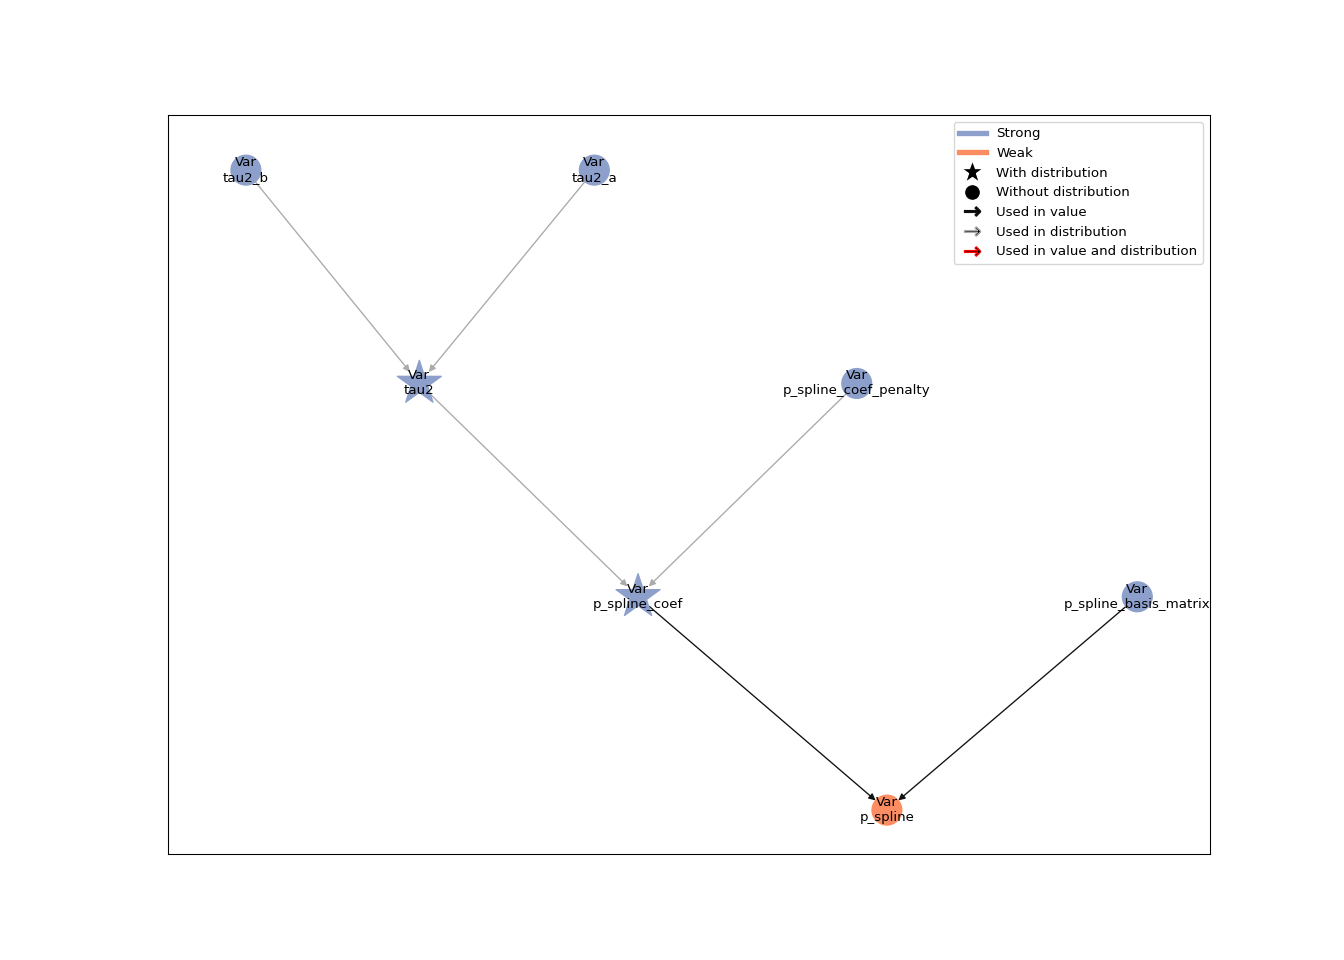 Strong
Weak
With distribution
Without distribution
Used in value
Used in distribution
Used in value and distribution
Var
tau2_b
Var
tau2_a
Var
tau2
Var
p_spline_coef_penalty
Var
p_spline_coef
Var
p_spline_basis_matrix
Var
p_spline